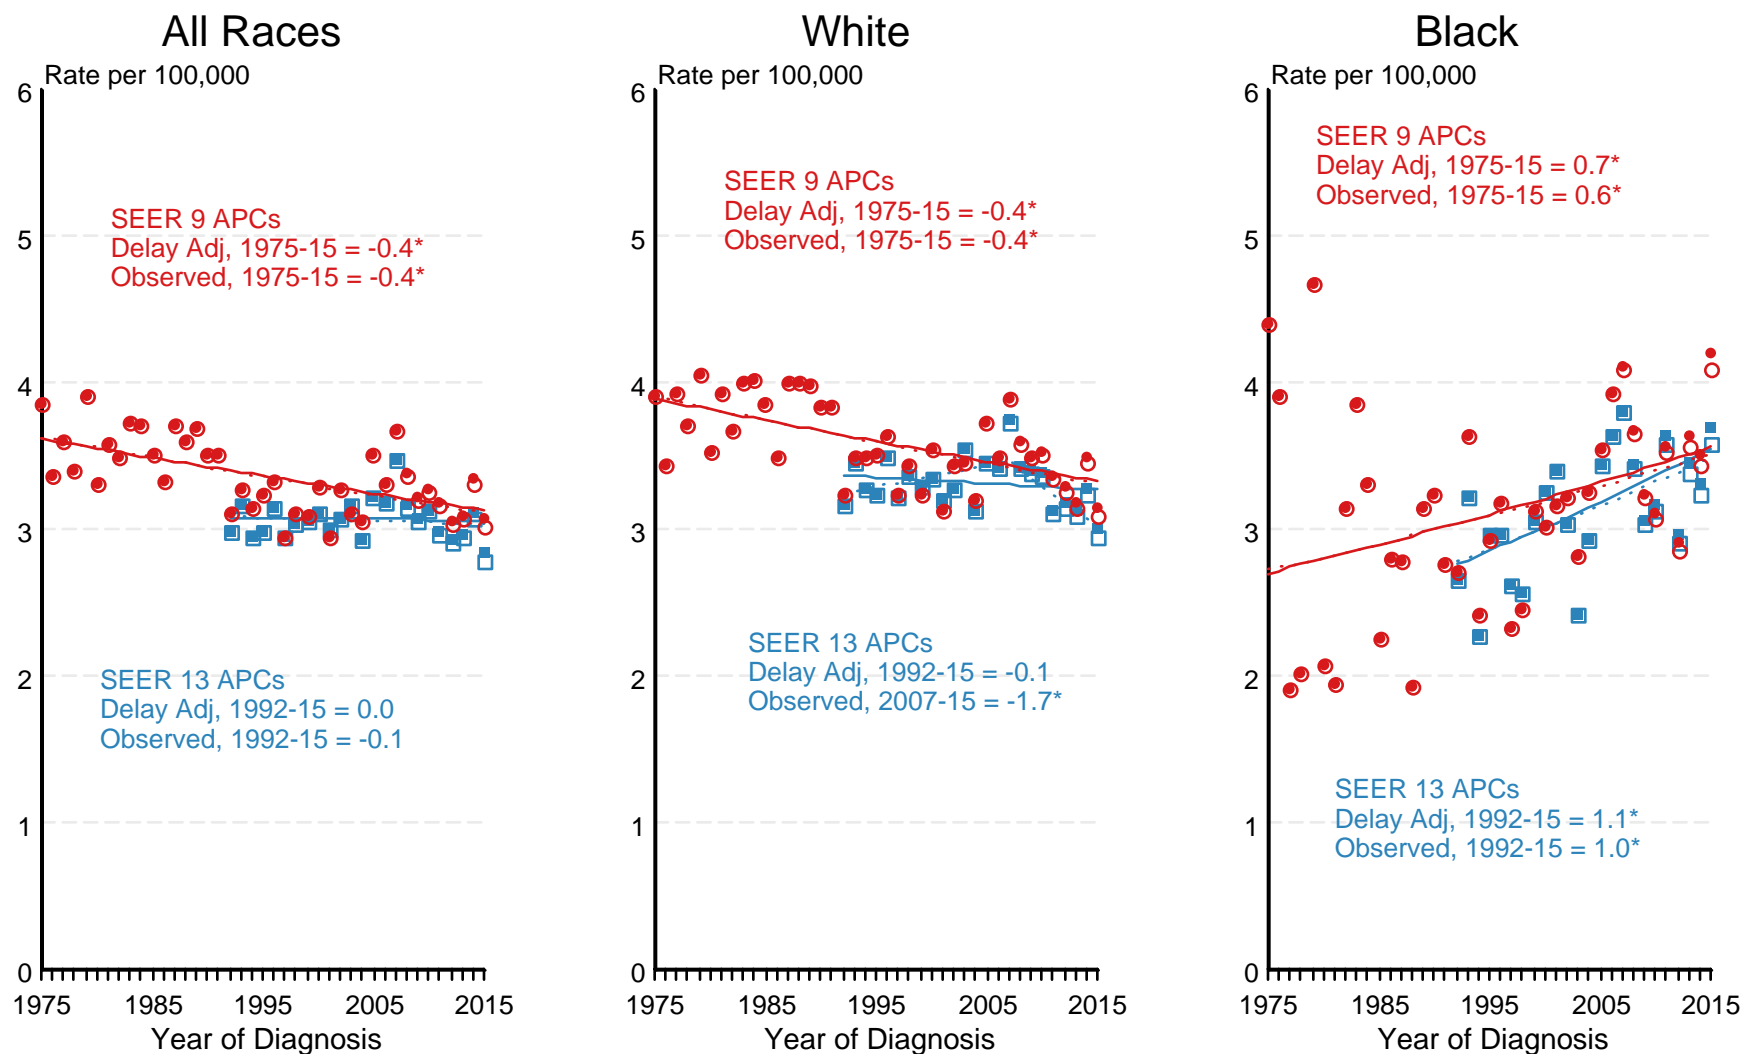 All Races
Rate per 100,000
6
5
4
3
2
1
0
SEER 9 APCs
Delay Adj, 1975-15 = -0.4*
Observed, 1975-15 = -0.4*
SEER 13 APCs
Delay Adj, 1992-15 = 0.0
Observed, 1992-15 = -0.1
1975 1985 1995 2005 2015
Year of Diagnosis
White
Rate per 100,000
6
5
4
3
2
1
0
SEER 9 APCs
Delay Adj, 1975-15 = -0.4*
Observed, 1975-15 = -0.4*
SEER 13 APCs
Delay Adj, 1992-15 = -0.1
Observed, 2007-15 = -1.7*
1975 1985 1995 2005 2015
Year of Diagnosis
Black
Rate per 100,000
6
5
4
3
2
1
0
SEER 9 APCs
Delay Adj, 1975-15 = 0.7*
Observed, 1975-15 = 0.6*
SEER 13 APCs
Delay Adj, 1992-15 = 1.1*
Observed, 1992-15 = 1.0*
1975 1985 1995 2005 2015
Year of Diagnosis